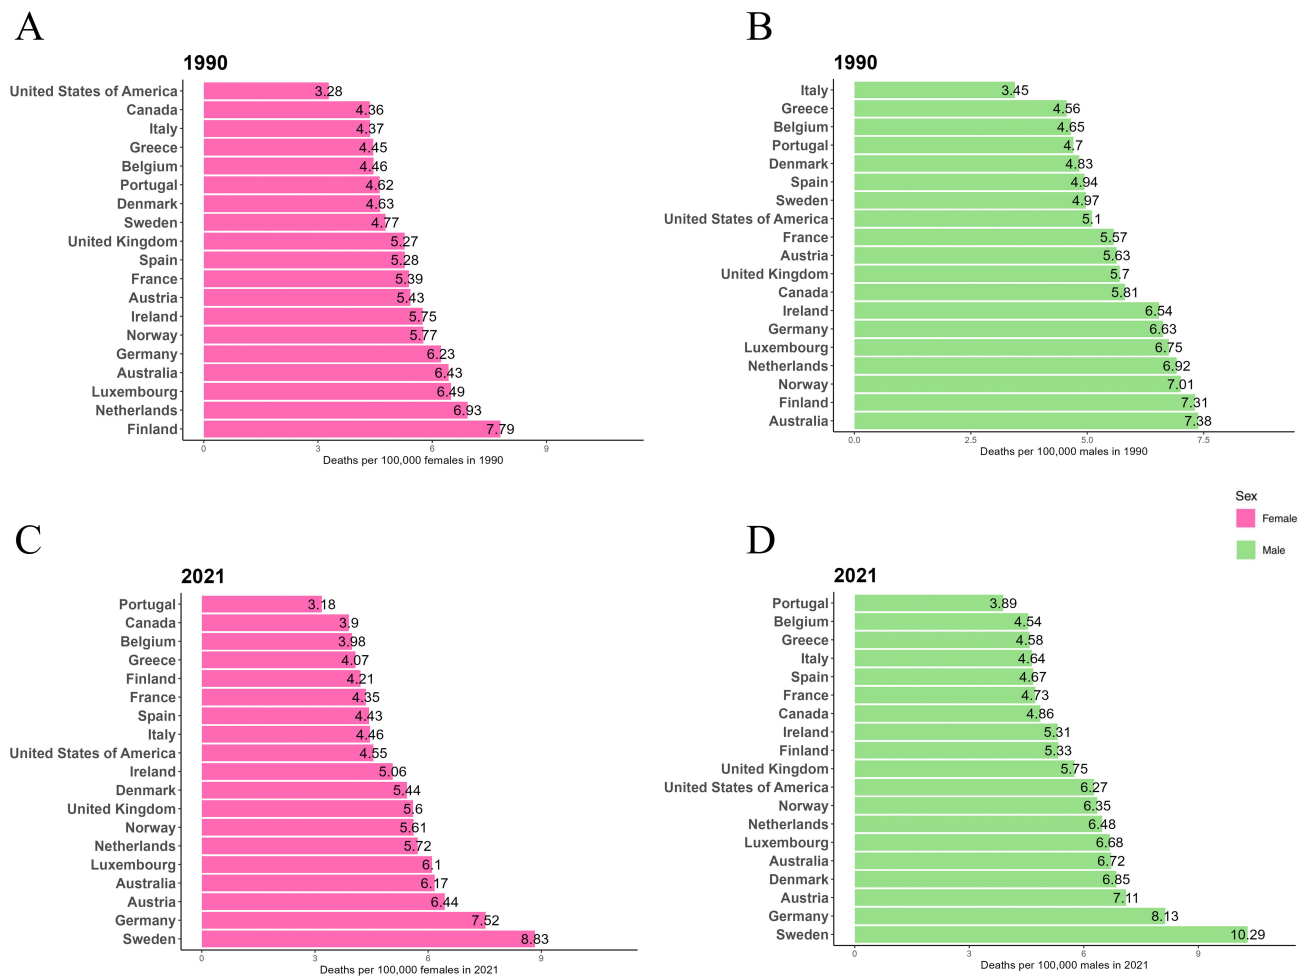 A
1990
United States of America 3.28
Canada 4.36
Italy 4.37
Greece 4.45
Belgium 4.46
Portugal 4.62
Denmark 4.63
Sweden 4.77
United Kingdom 5.27
Spain 5.28
France 5.39
Austria 5.43
Ireland 5.75
Norway 5.77
Germany 6.23
Australia 6.43
Luxembourg 6.49
Netherlands 6.93
Finland 7.79
0 3 6 9
Deaths per 100,000 females in 1990
B
1990
Italy 3.45
Greece 4.56
Belgium 4.65
Portugal 4.7
Denmark 4.83
Spain 4.94
Sweden 4.97
United States of America 5.1
France 5.57
Austria 5.63
United Kingdom 5.7
Canada 5.81
Ireland 6.54
Germany 6.63
Luxembourg 6.75
Netherlands 6.92
Norway 7.01
Finland 7.31
Australia 7.38
0.0 2.5 5.0 7.5
Deaths per 100,000 males in 1990
Sex
Female
Male
C
2021
Portugal 3.18
Canada 3.9
Belgium 3.98
Greece 4.07
Finland 4.21
France 4.35
Spain 4.43
Italy 4.46
United States of America 4.55
Ireland 5.06
Denmark 5.44
United Kingdom 5.6
Norway 5.61
Netherlands 5.72
Luxembourg 6.1
Australia 6.17
Austria 6.44
Germany 7.52
Sweden 8.83
0 3 6 9
Deaths per 100,000 females in 2021
D
2021
Portugal 3.89
Belgium 4.54
Greece 4.58
Italy 4.64
Spain 4.67
France 4.73
Canada 4.86
Ireland 5.31
Finland 5.33
United Kingdom 5.75
United States of America 6.27
Norway 6.35
Netherlands 6.48
Luxembourg 6.68
Australia 6.72
Denmark 6.85
Austria 7.11
Germany 8.13
Sweden 10.29
0 3 6 9
Deaths per 100,000 males in 2021